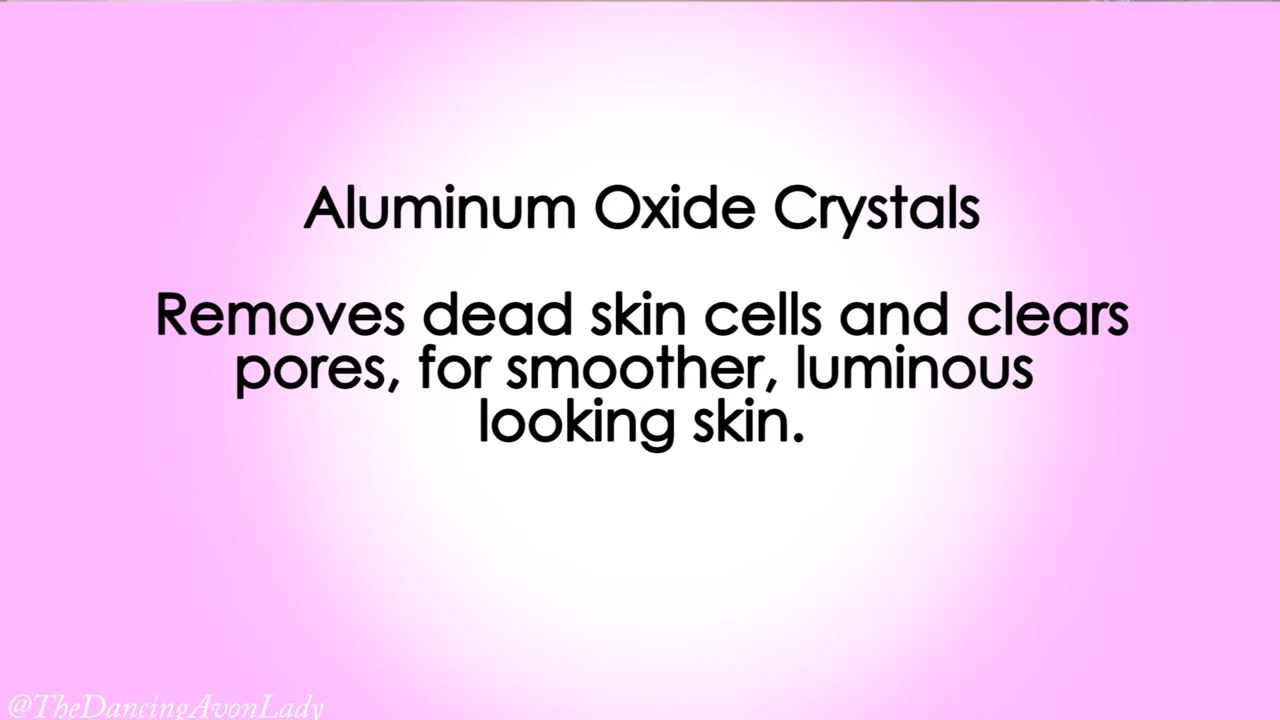 Aluminum Oxide Crystals
Removes dead skin cells and clears
pores, for smoother, luminous
looking skin.
@TheDancingAvonLady